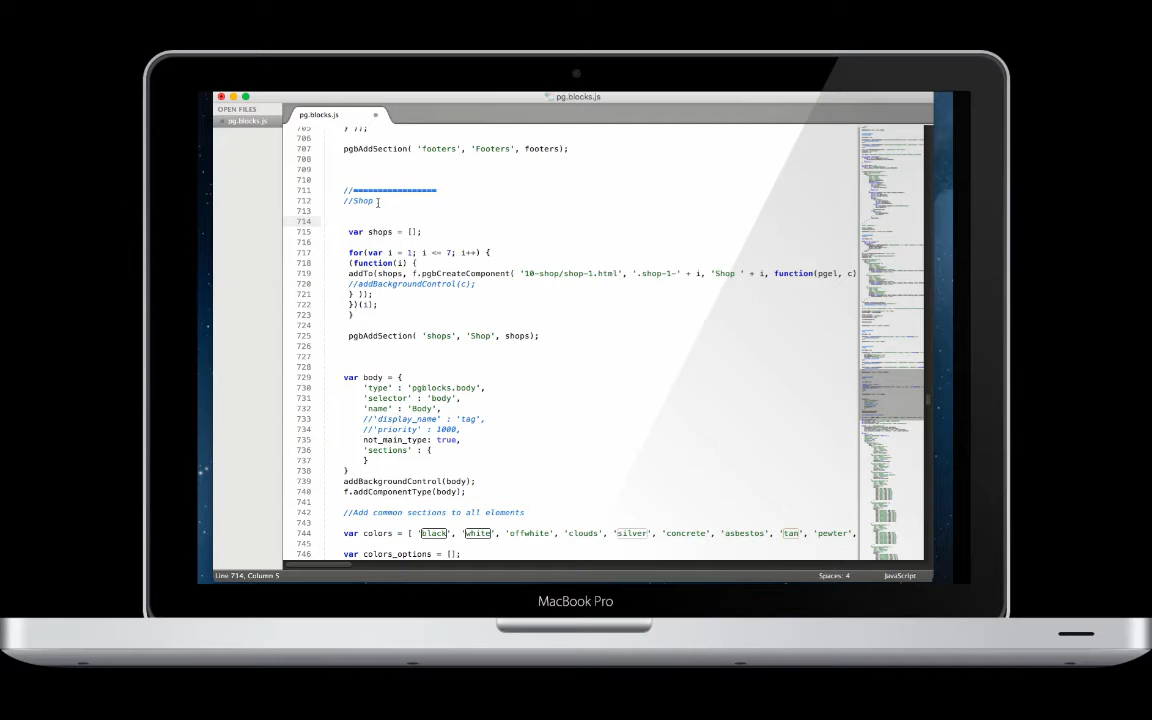 pg.blocks.js
OPEN FILES
pg.blocks.js
pg.blocks.js
705 } ));
706
707 pgbAddSection( 'footers', 'Footers', footers);
708
709
710
711 //=================
712 //Shop
713
714
715 var shops = [];
716
717 for(var i = 1; i <= 7; i++) {
718 (function(i) {
719 addTo(shops, f.pgbCreateComponent( '10-shop/shop-1.html', '.shop-1-' + i, 'Shop ' + i, function(pgel, c)
720 //addBackgroundControl(c);
721 } ));
722 })(i);
723 }
724
725 pgbAddSection( 'shops', 'Shop', shops);
726
727
728
729 var body = {
730 'type' : 'pgblocks.body',
731 'selector' : 'body',
732 'name' : 'Body',
733 //'display_name' : 'tag',
734 //'priority' : 1000,
735 not_main_type: true,
736 'sections' : {
737 }
738 }
739 addBackgroundControl(body);
740 f.addComponentType(body);
741
742 //Add common sections to all elements
743
744 var colors = [ 'black', 'white', 'offwhite', 'clouds', 'silver', 'concrete', 'asbestos', 'tan', 'pewter',
745
746 var colors_options = [];
Line 714, Column 5
Spaces: 4
JavaScript
MacBook Pro